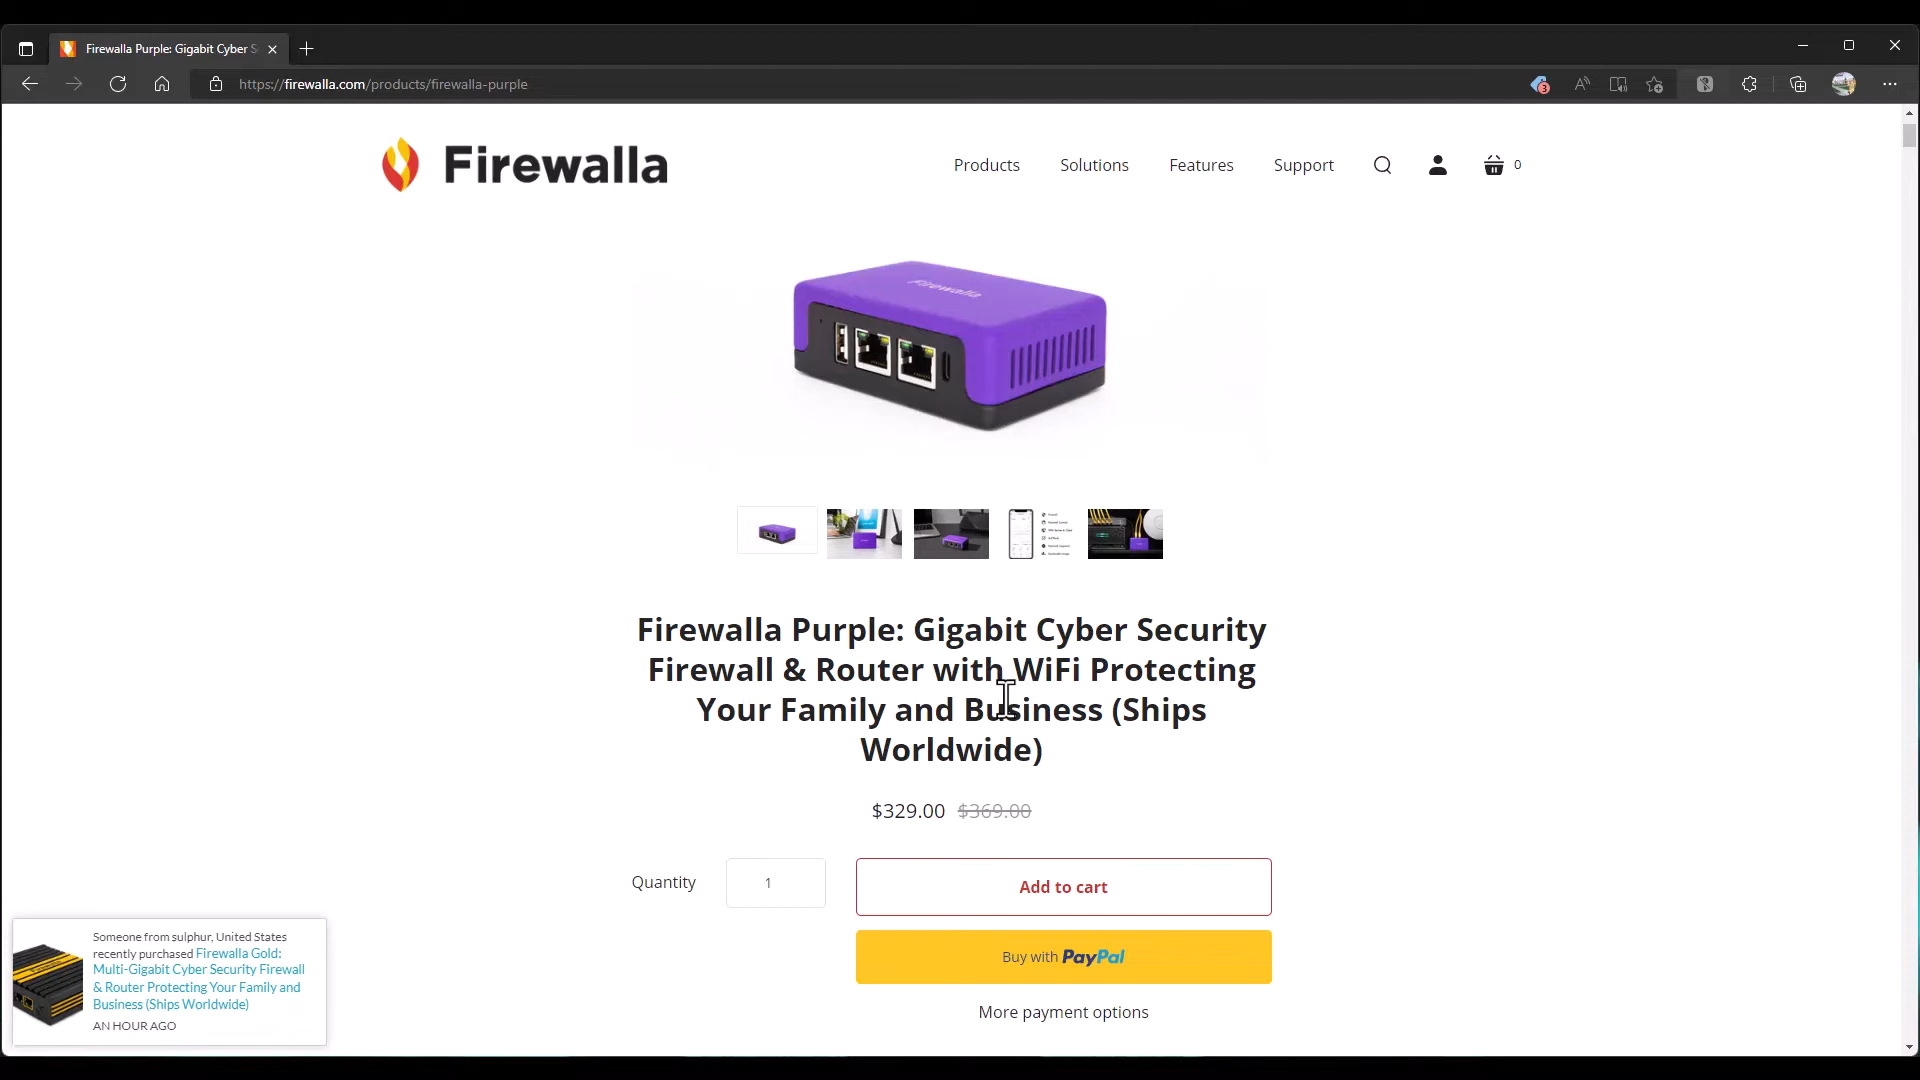 Firewalla Purple: Gigabit Cyber S
https://firewalla.com/products/firewalla-purple
3
Firewalla
Products
Solutions
Features
Support
0
Firewalla
Firewalla Purple: Gigabit Cyber Security
Firewall & Router with WiFi Protecting
Your Family and Business (Ships
Worldwide)
$329.00 $369.00
Quantity
1
Add to cart
Buy with PayPal
More payment options
Someone from sulphur, United States
recently purchased Firewalla Gold:
Multi-Gigabit Cyber Security Firewall
& Router Protecting Your Family and
Business (Ships Worldwide)
AN HOUR AGO